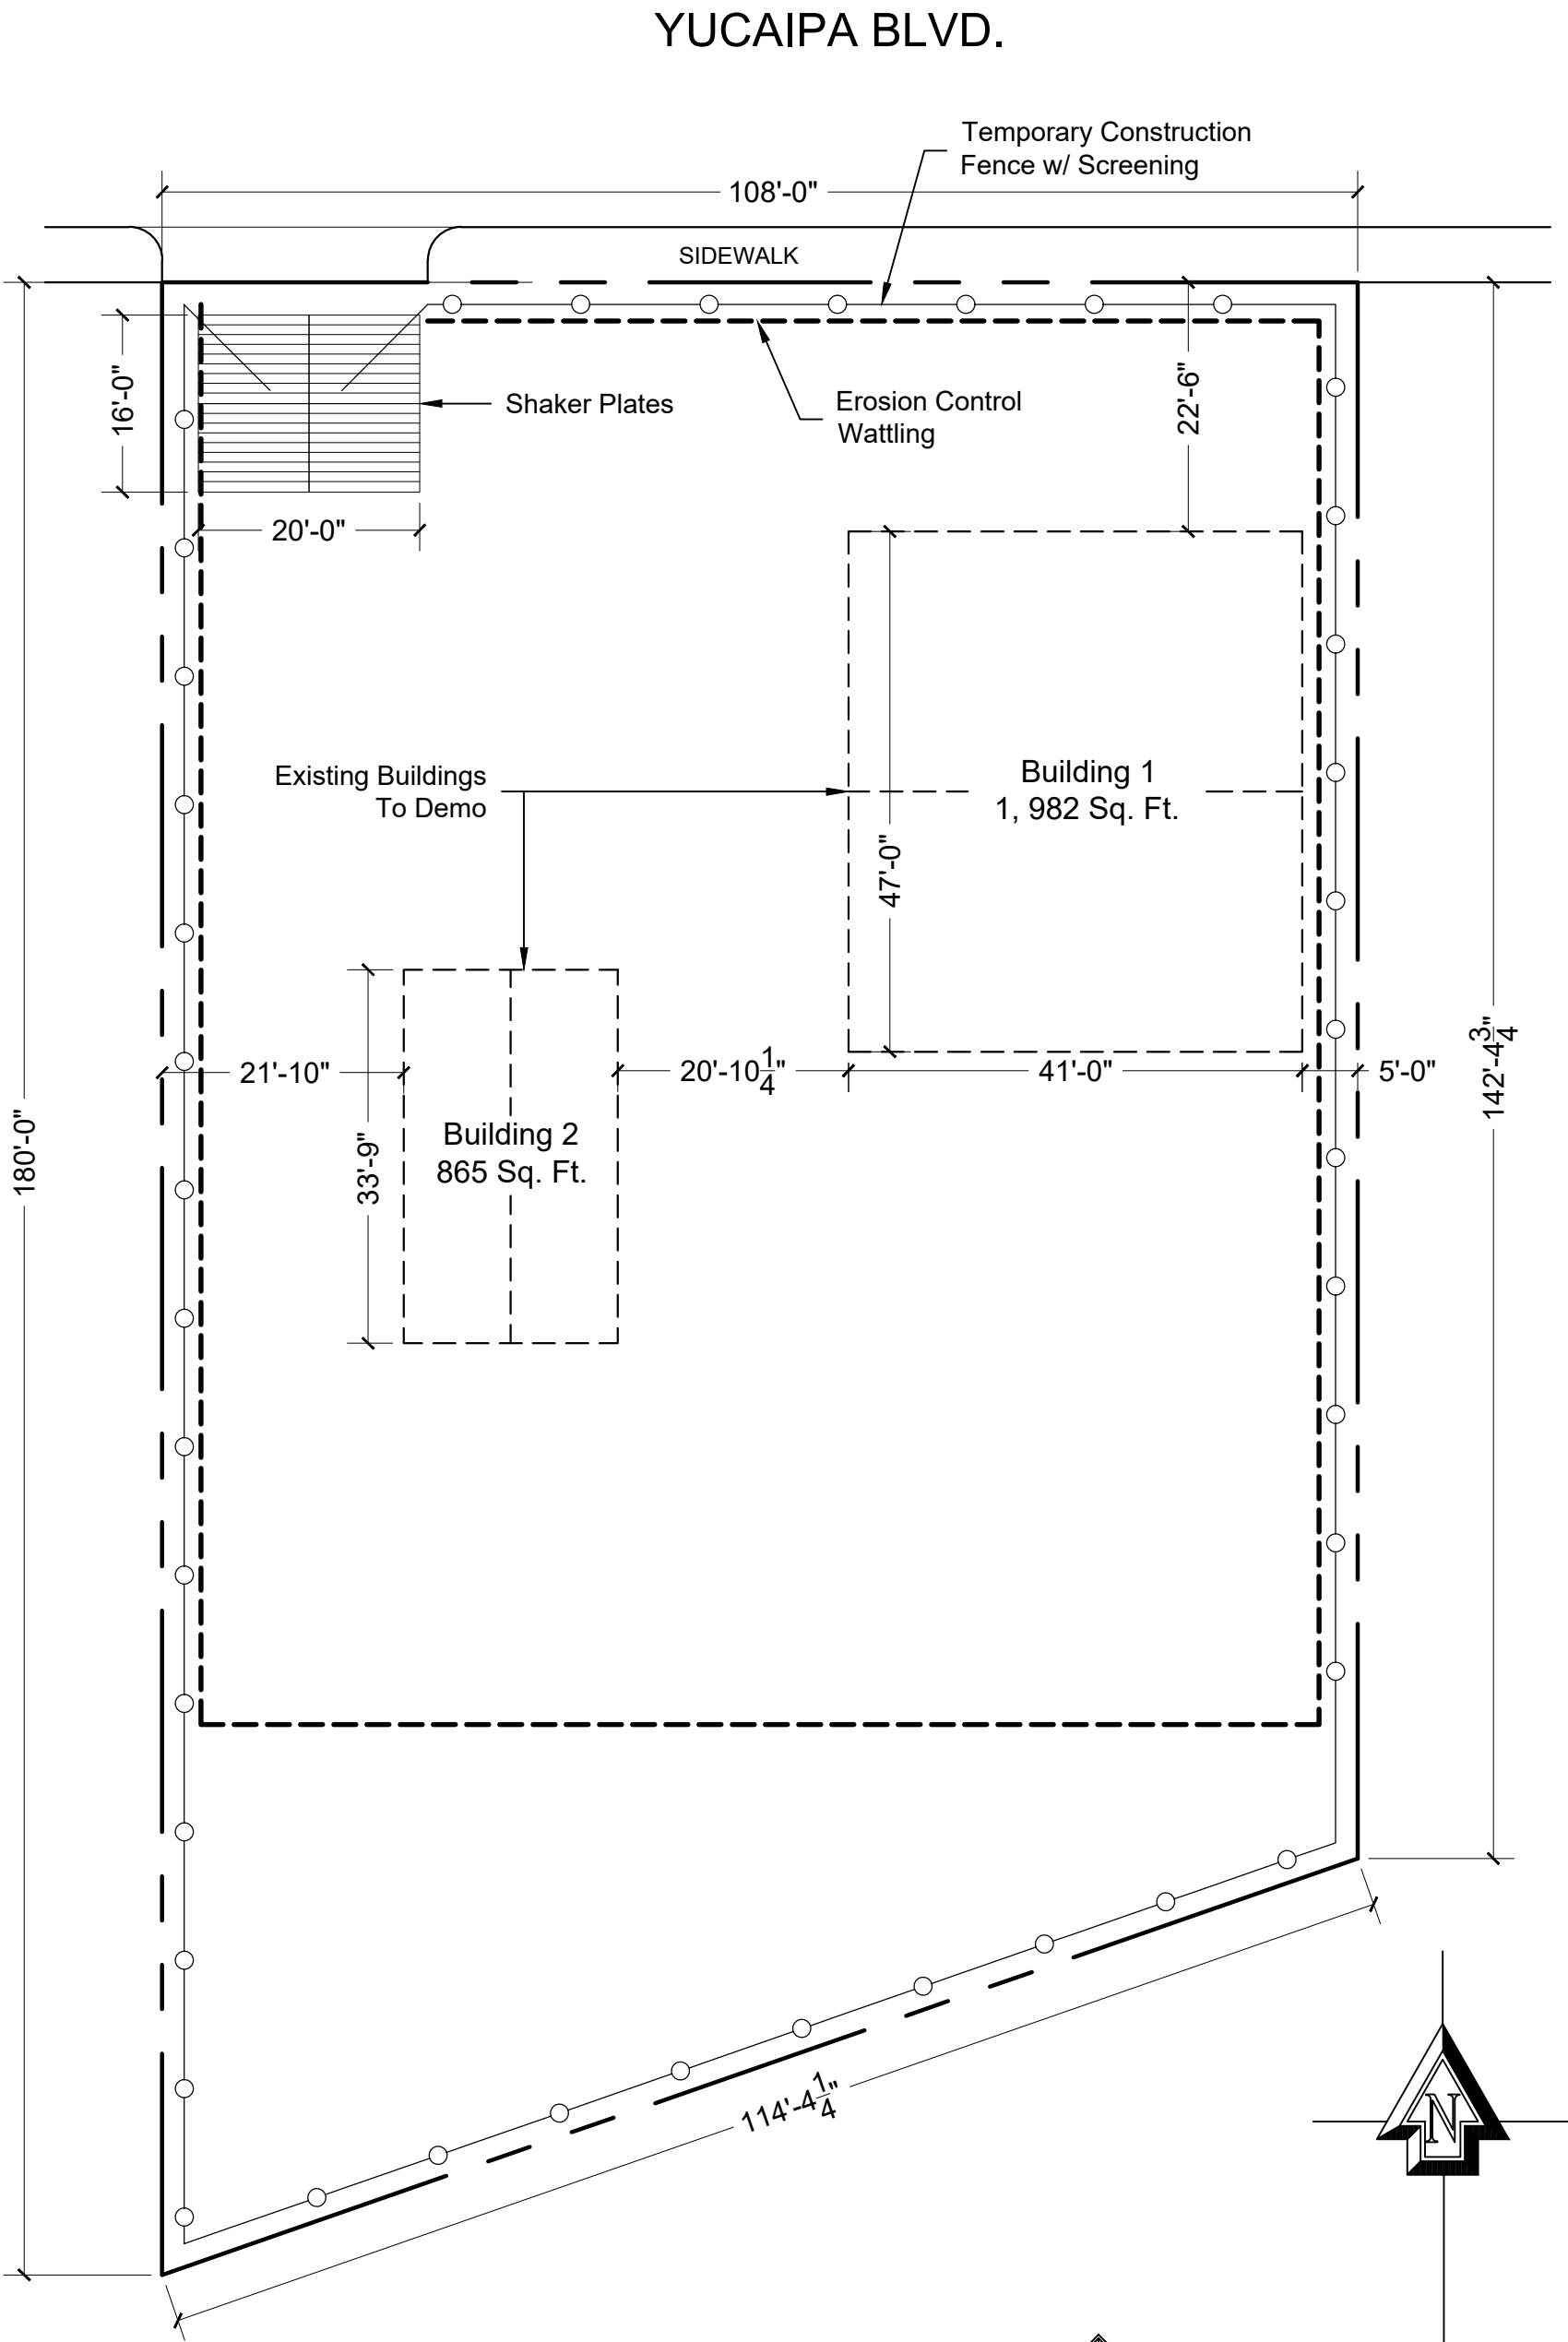 YUCAIPA BLVD.
Temporary Construction
Fence w/ Screening
108'-0"
SIDEWALK
16'-0"
Shaker Plates
Erosion Control
Wattling
22'-6"
20'-0"
Existing Buildings
To Demo
Building 1
1, 982 Sq. Ft.
47'-0"
21'-10"
20'-10 1/4"
41'-0"
5'-0"
142'-4 3/4"
180'-0"
33'-9"
Building 2
865 Sq. Ft.
114'-4 1/4"
N